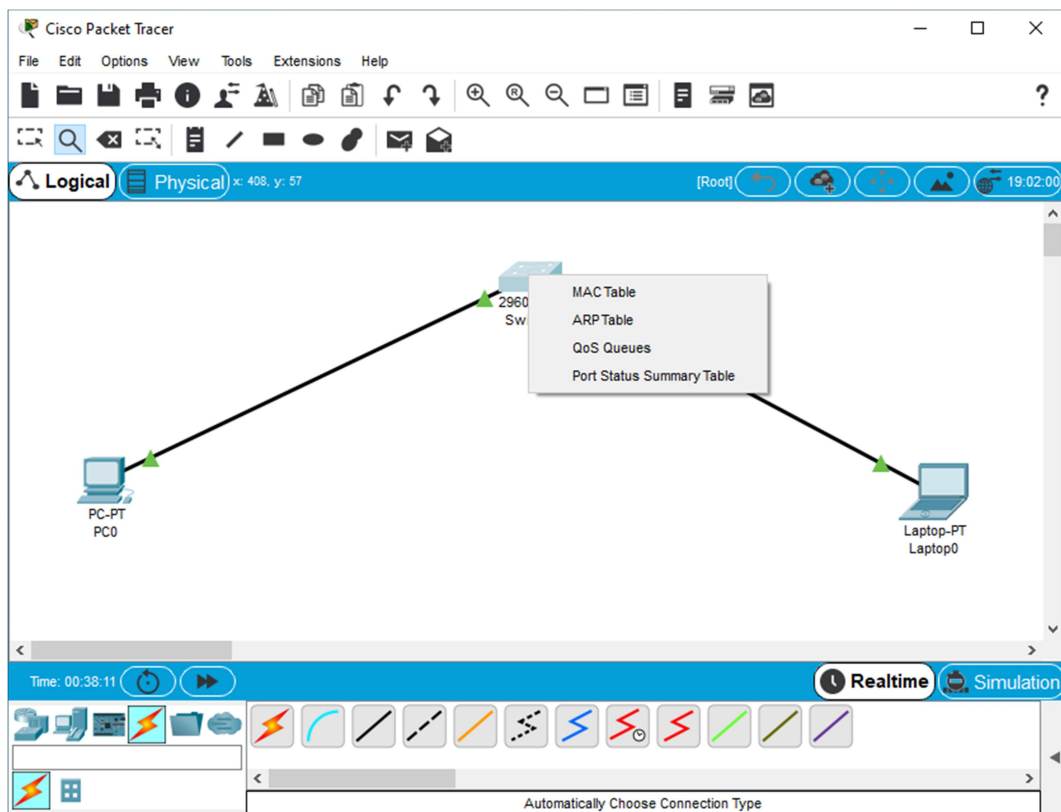 Cisco Packet Tracer
File Edit Options View Tools Extensions Help
Logical Physical x: 408, y: 57 [Root] 19:02:00
MAC Table
2960
ARP Table
QoS Queues
Port Status Summary Table
PC-PT
PC0
Laptop-PT
Laptop0
Time: 00:38:11 Realtime Simulation
Automatically Choose Connection Type